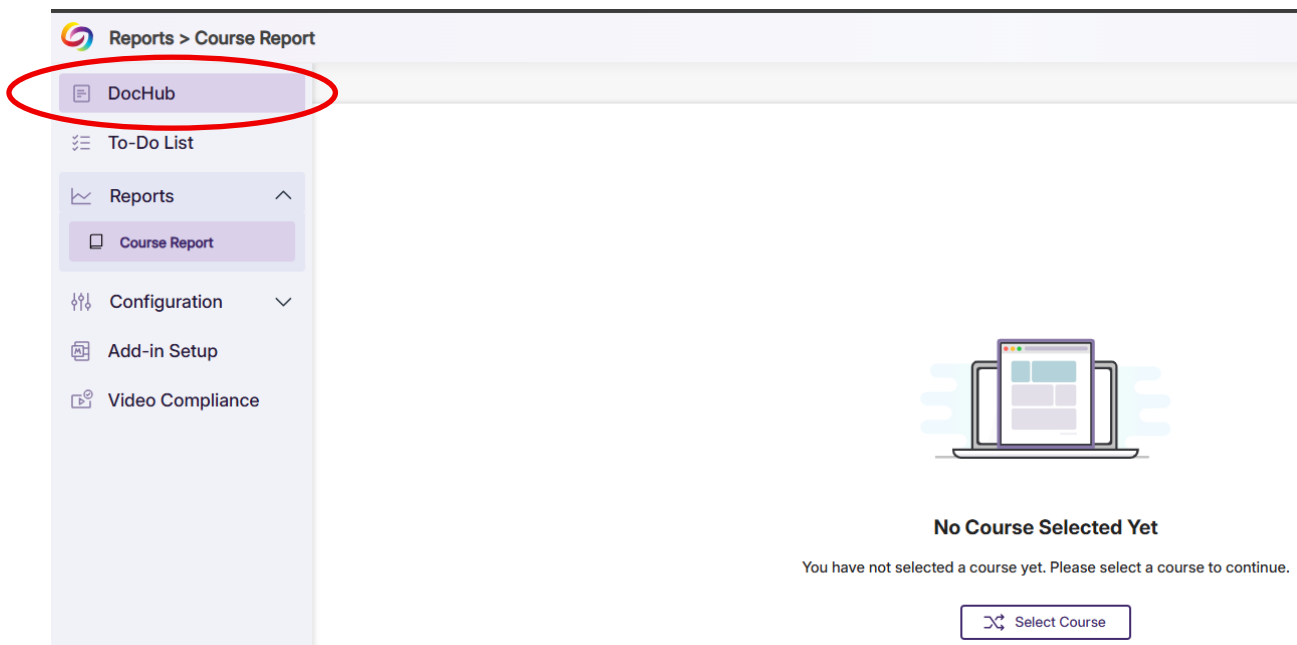 Reports > Course Report
DocHub
To-Do List
Reports
Course Report
Configuration
Add-in Setup
Video Compliance
No Course Selected Yet
You have not selected a course yet. Please select a course to continue.
Select Course